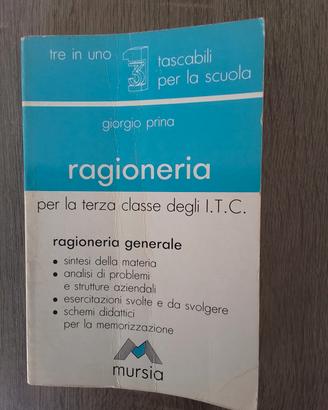 tre in uno
3
1
tascabili
per la scuola
giorgio prina
ragioneria
per la terza classe degli I.T.C.
ragioneria generale
• sintesi della materia
• analisi di problemi
e strutture aziendali
• esercitazioni svolte e da svolgere
• schemi didattici
per la memorizzazione
mursia